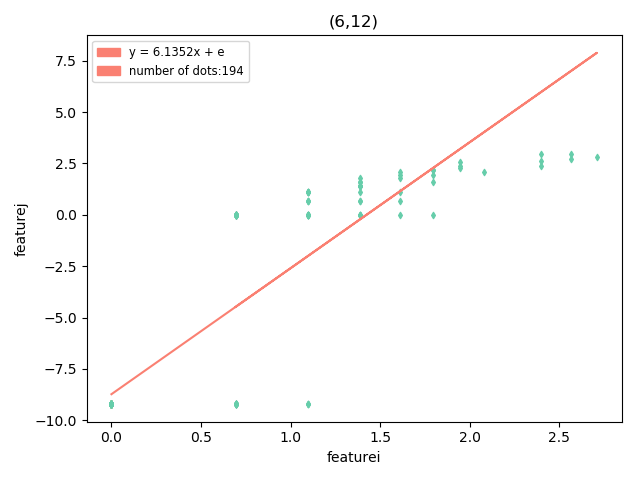 (6,12)
y = 6.1352x + e
number of dots:194
7.5
5.0
2.5
0.0
−2.5
−5.0
−7.5
−10.0
featurej
0.0 0.5 1.0 1.5 2.0 2.5
featurei